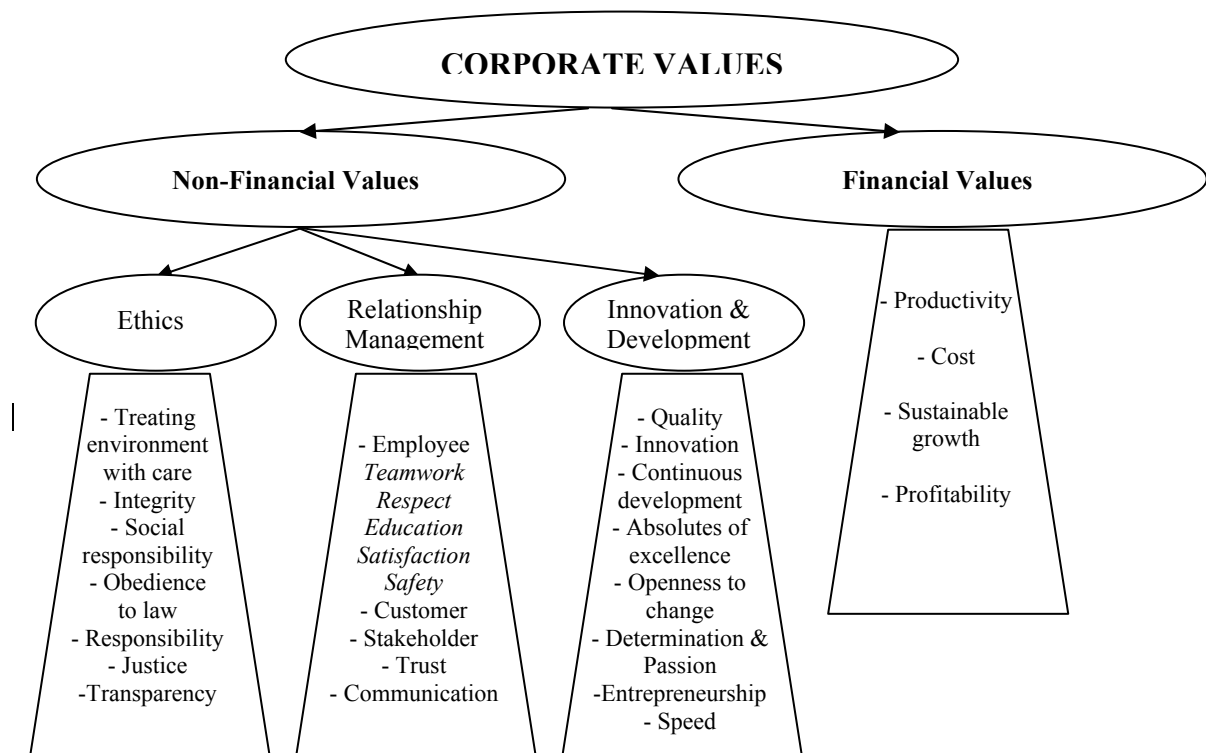 CORPORATE VALUES
Non-Financial Values
Financial Values
Ethics
Relationship
Management
Innovation &
Development
- Treating
environment
with care
- Integrity
- Social
responsibility
- Obedience
to law
- Responsibility
- Justice
-Transparency
- Employee
Teamwork
Respect
Education
Satisfaction
Safety
- Customer
- Stakeholder
- Trust
- Communication
- Quality
- Innovation
- Continuous
development
- Absolutes of
excellence
- Openness to
change
- Determination &
Passion
-Entrepreneurship
- Speed
- Productivity
- Cost
- Sustainable
growth
- Profitability